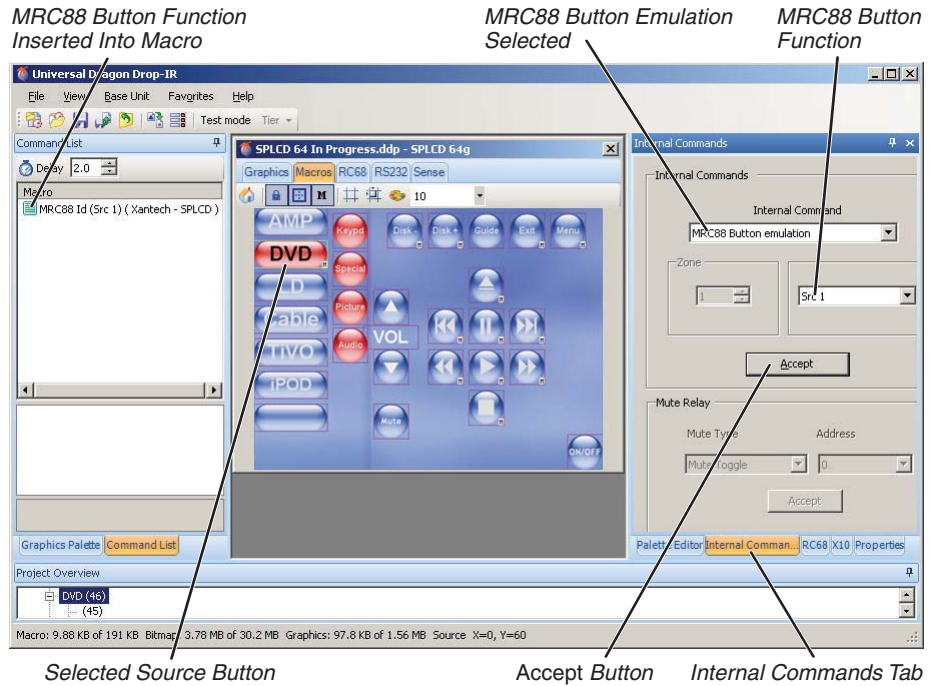 MRC88 Button Function
Inserted Into Macro
MRC88 Button Emulation
Selected
MRC88 Button
Function
Universal Dragon Drop-IR
File View Base Unit Favorites Help
Test mode Tier
Command List
Delay 2.0
Macro
MRC88 Id (Src 1) ( Xantech - SPLCD )
Graphics Palette Command List
SPLCD 64 In Progress.ddp - SPLCD 64g
Graphics Macros RC68 RS232 Sense
M 10
AMP Keypd Disk - Disk + Guide Exit Menu
DVD Special
LD Picture
Cable VOL
Audio
TiVO
iPOD
Mute
ON/OFF
Internal Commands
Internal Commands
Internal Command
MRC88 Button emulation
Zone
1 Src 1
Accept
Mute Relay
Mute Type Address
Mute Toggle 0
Accept
Palette Editor Internal Comman... RC68 X10 Properties
Project Overview
DVD (46)
(45)
Macro: 9.88 KB of 191 KB Bitmap: 3.78 MB of 30.2 MB Graphics: 97.8 KB of 1.56 MB Source X=0, Y=60
Selected Source Button
Accept Button
Internal Commands Tab